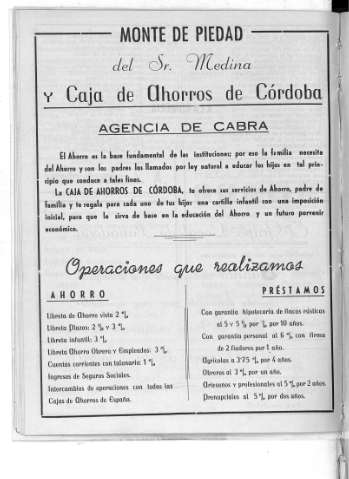 MONTE DE PIEDAD
del Sr. Medina
Y Caja de Ahorros de Córdoba
AGENCIA DE CABRA
El Ahorro es la base fundamental de las instituciones; por eso la familia necesita
del Ahorro y son los padres los llamados por ley natural a educar los hijos en tal prin-
cipio que conduce a tales fines.
La CAJA DE AHORROS DE CÓRDOBA, te ofrece sus servicios de Ahorro, padre de
familia y te regala para cada uno de tus hijos una cartilla infantil con una imposición
inicial, para que le sirva de base en la educación del Ahorro y un futuro porvenir
económico.
Operaciones que realizamos
AHORRO
Libreta de Ahorro vista 2 %
Libreta Plazos: 2 % y 3 %
Libreta infantil: 3 %
Libreta Ahorro Obrero y Empleados: 3 %
Cuentas corrientes con talonario 1 %
Ingresos de Seguros Sociales.
Intercambios de operaciones con todas las
Cajas de Ahorros de España.
PRÉSTAMOS
Con garantía hipotecaria de fincas rústicas
al 5 y 5 % por 10 años.
Con garantía personal al 6 % con firma
de 2 fiadores por 1 año.
Agrícolas a 3'75 %, por 4 años.
Obreros al 3 %, por un año.
Artesanos y profesionales al 5 %, por 2 años.
Prenupciales al 5 %, por dos años.